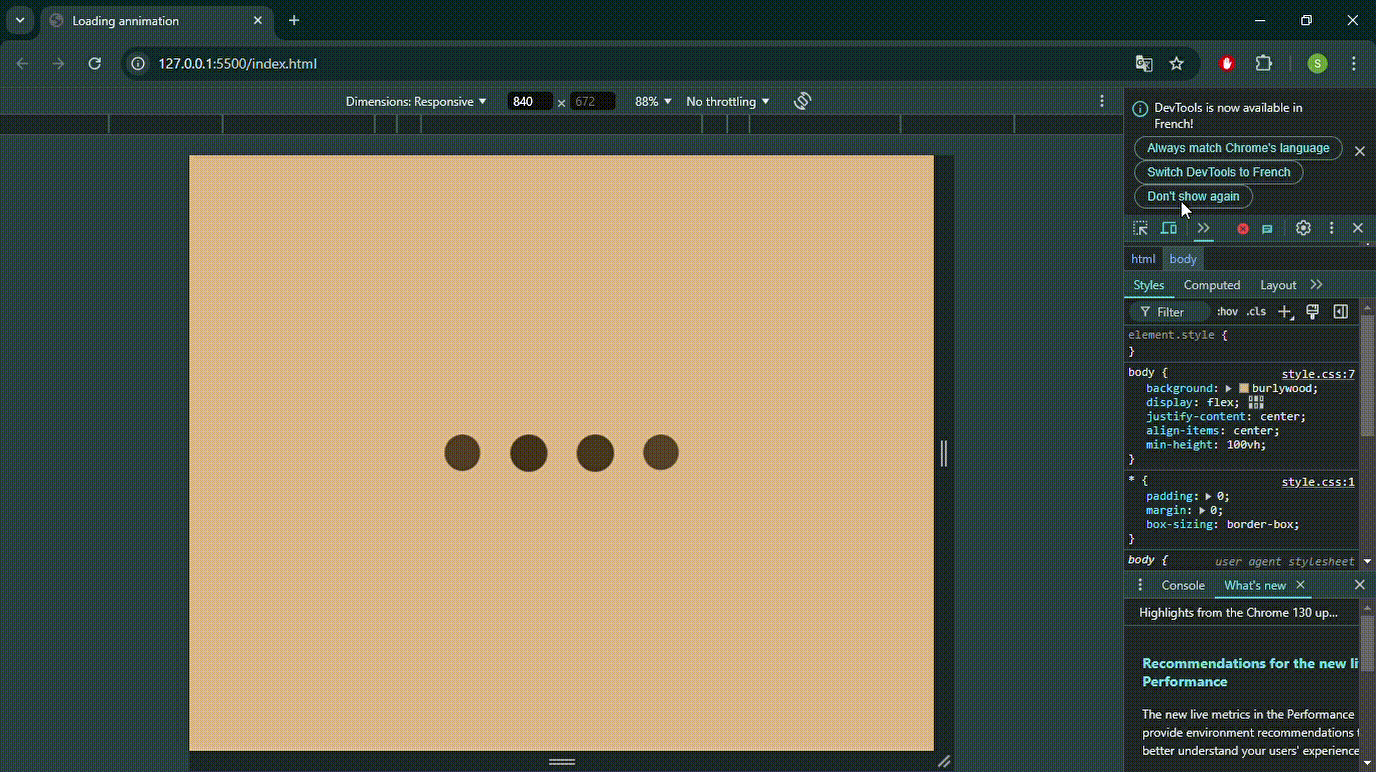 Loading annimation
127.0.0.1:5500/index.html
S
Dimensions: Responsive 840 x 672 88% No throttling
DevTools is now available in
French!
Always match Chrome's language
Switch DevTools to French
Don't show again
html body
Styles Computed Layout
Filter :hov .cls
element.style {
}
body { style.css:7
background: burlywood;
display: flex;
justify-content: center;
align-items: center;
min-height: 100vh;
}
* { style.css:1
padding: 0;
margin: 0;
box-sizing: border-box;
}
body { user agent stylesheet
Console What's new
Highlights from the Chrome 130 up...
Recommendations for the new li
Performance
The new live metrics in the Performance
provide environment recommendations t
better understand your users' experience